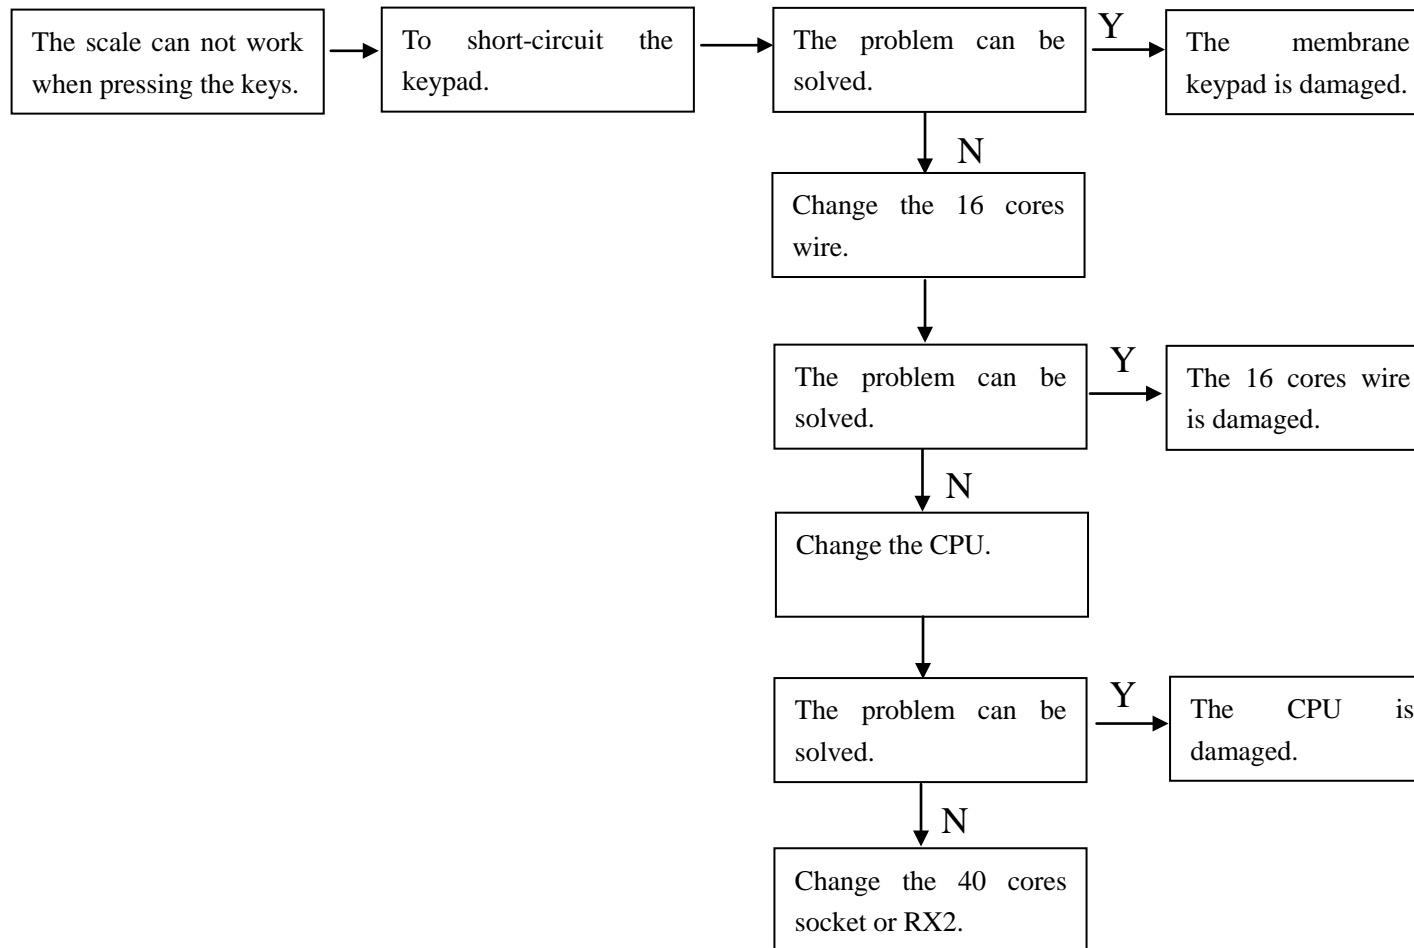 The scale can not work
when pressing the keys.
To short-circuit the
keypad.
The problem can be
solved.
Y
The membrane
keypad is damaged.
N
Change the 16 cores
wire.
The problem can be
solved.
Y
The 16 cores wire
is damaged.
N
Change the CPU.
The problem can be
solved.
Y
The CPU is
damaged.
N
Change the 40 cores
socket or RX2.